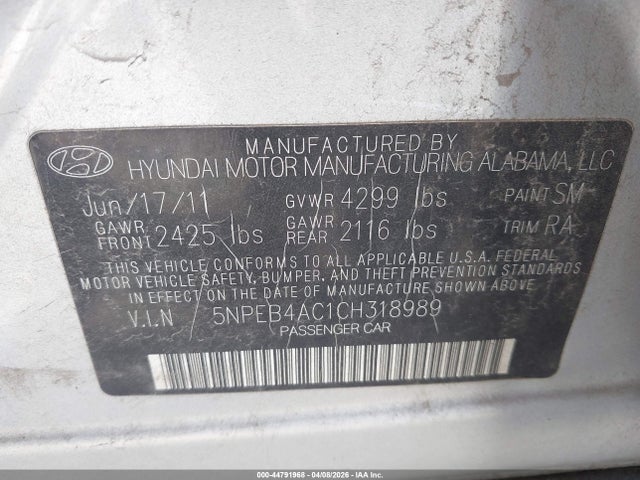 MANUFACTURED BY
HYUNDAI MOTOR MANUFACTURING ALABAMA, LLC
Jun/17/11 GVWR 4299 lbs PAINT SM
GAWR FRONT 2425 lbs GAWR REAR 2116 lbs TRIM RA
THIS VEHICLE CONFORMS TO ALL APPLICABLE U.S.A. FEDERAL
MOTOR VEHICLE SAFETY, BUMPER, AND THEFT PREVENTION STANDARDS
IN EFFECT ON THE DATE OF MANUFACTURE SHOWN ABOVE.
V.I.N 5NPEB4AC1CH318989
PASSENGER CAR
000-44791968 | 04/08/2026 | IAA Inc.